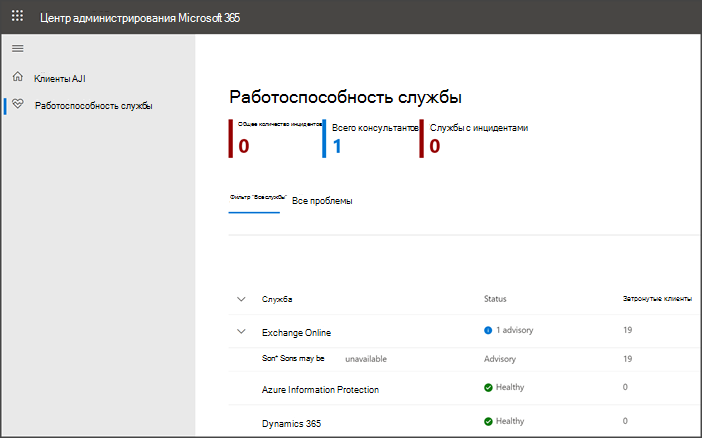 Центр администрирования Microsoft 365
Клиенты AJI
Работоспособность службы
Работоспособность службы
Общее количество инцидентов
Всего консультантов
Службы с инцидентами
0
1
0
Фильтр "Все службы"
Все проблемы
Служба Status Затронутые клиенты
Exchange Online 1 advisory 19
Son* Sons may be unavailable Advisory 19
Azure Information Protection Healthy 0
Dynamics 365 Healthy 0